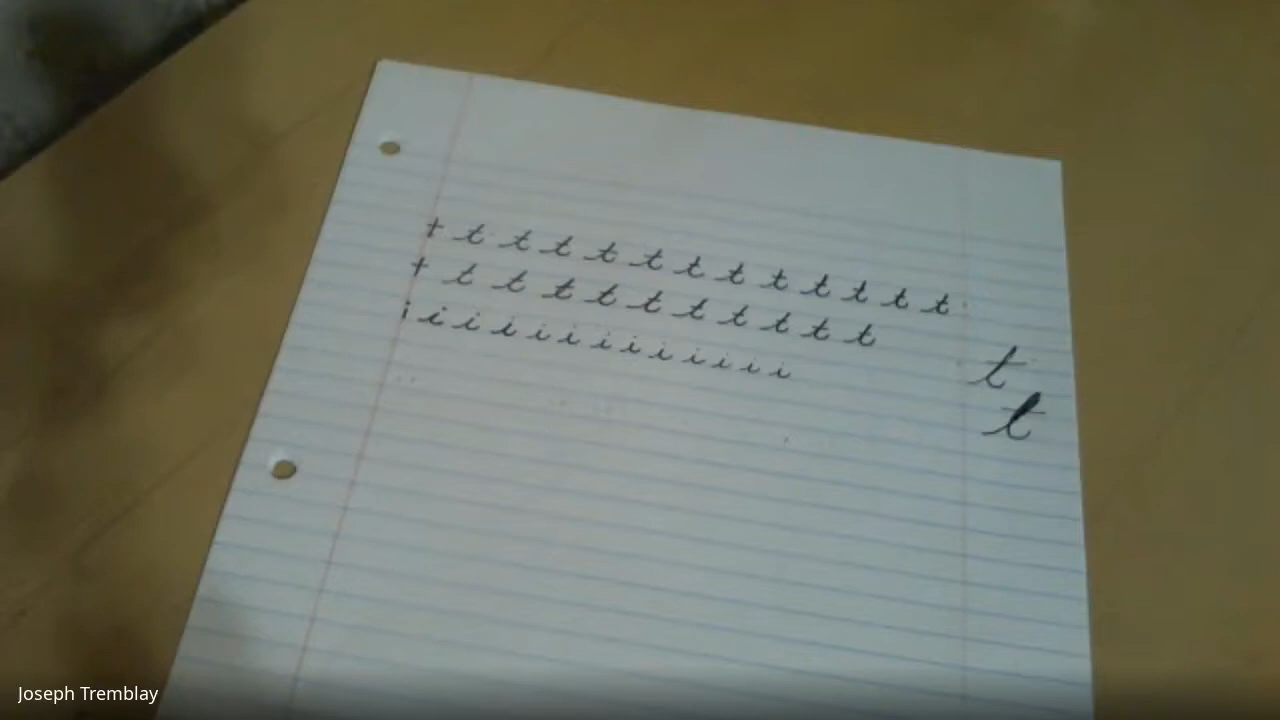 t t t t t t t t t t t t t
t t t t t t t t t t t
i i i i i i i i i i i i i
t
t
Joseph Tremblay